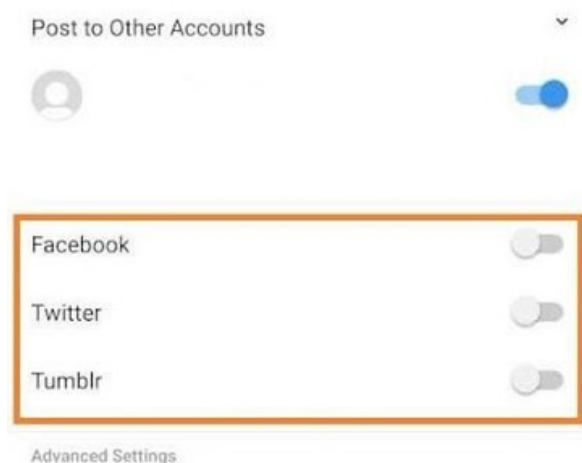 Post to Other Accounts
Facebook
Twitter
Tumblr
Advanced Settings